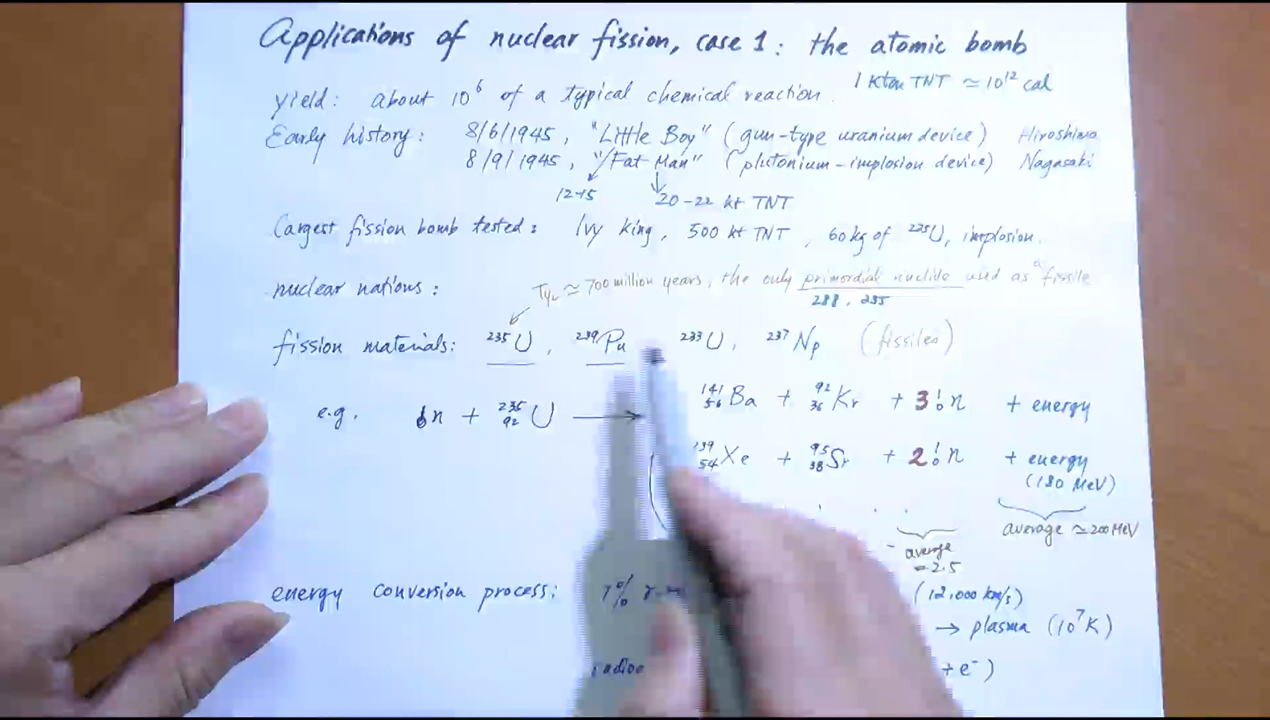 Applications of nuclear fission, case 1: the atomic bomb
yield: about 10⁶ of a typical chemical reaction. 1 Kton TNT ≃ 10¹² cal
Early history: 8/6/1945, "Little Boy" (gun-type uranium device) Hiroshima
8/9/1945, "Fat Man" (plutonium-implosion device) Nagasaki
12-15 20-22 kt TNT
Largest fission bomb tested: Ivy king, 500 kt TNT, 60 kg of ²³⁵U, implosion.
nuclear nations: T½ ≃ 700 million years, the only primordial nuclide used as a fissile
238, 235
fission materials: ²³⁵U, ²³⁹Pu ²³³U, ²³⁷Np (fissiles)
e.g. n + ²³⁵₉₂U → ¹⁴¹₅₆Ba + ⁹²₃₆Kr + 3 ¹₀n + energy
¹³⁹₅₄Xe + ⁹⁵₃₈Sr + 2 ¹₀n + energy
(180 MeV)
average ≃ 2.5 average ≃ 200 MeV
energy conversion process: 7% γ (12,000 km/s)
→ plasma (10⁷K)
radio + e⁻)